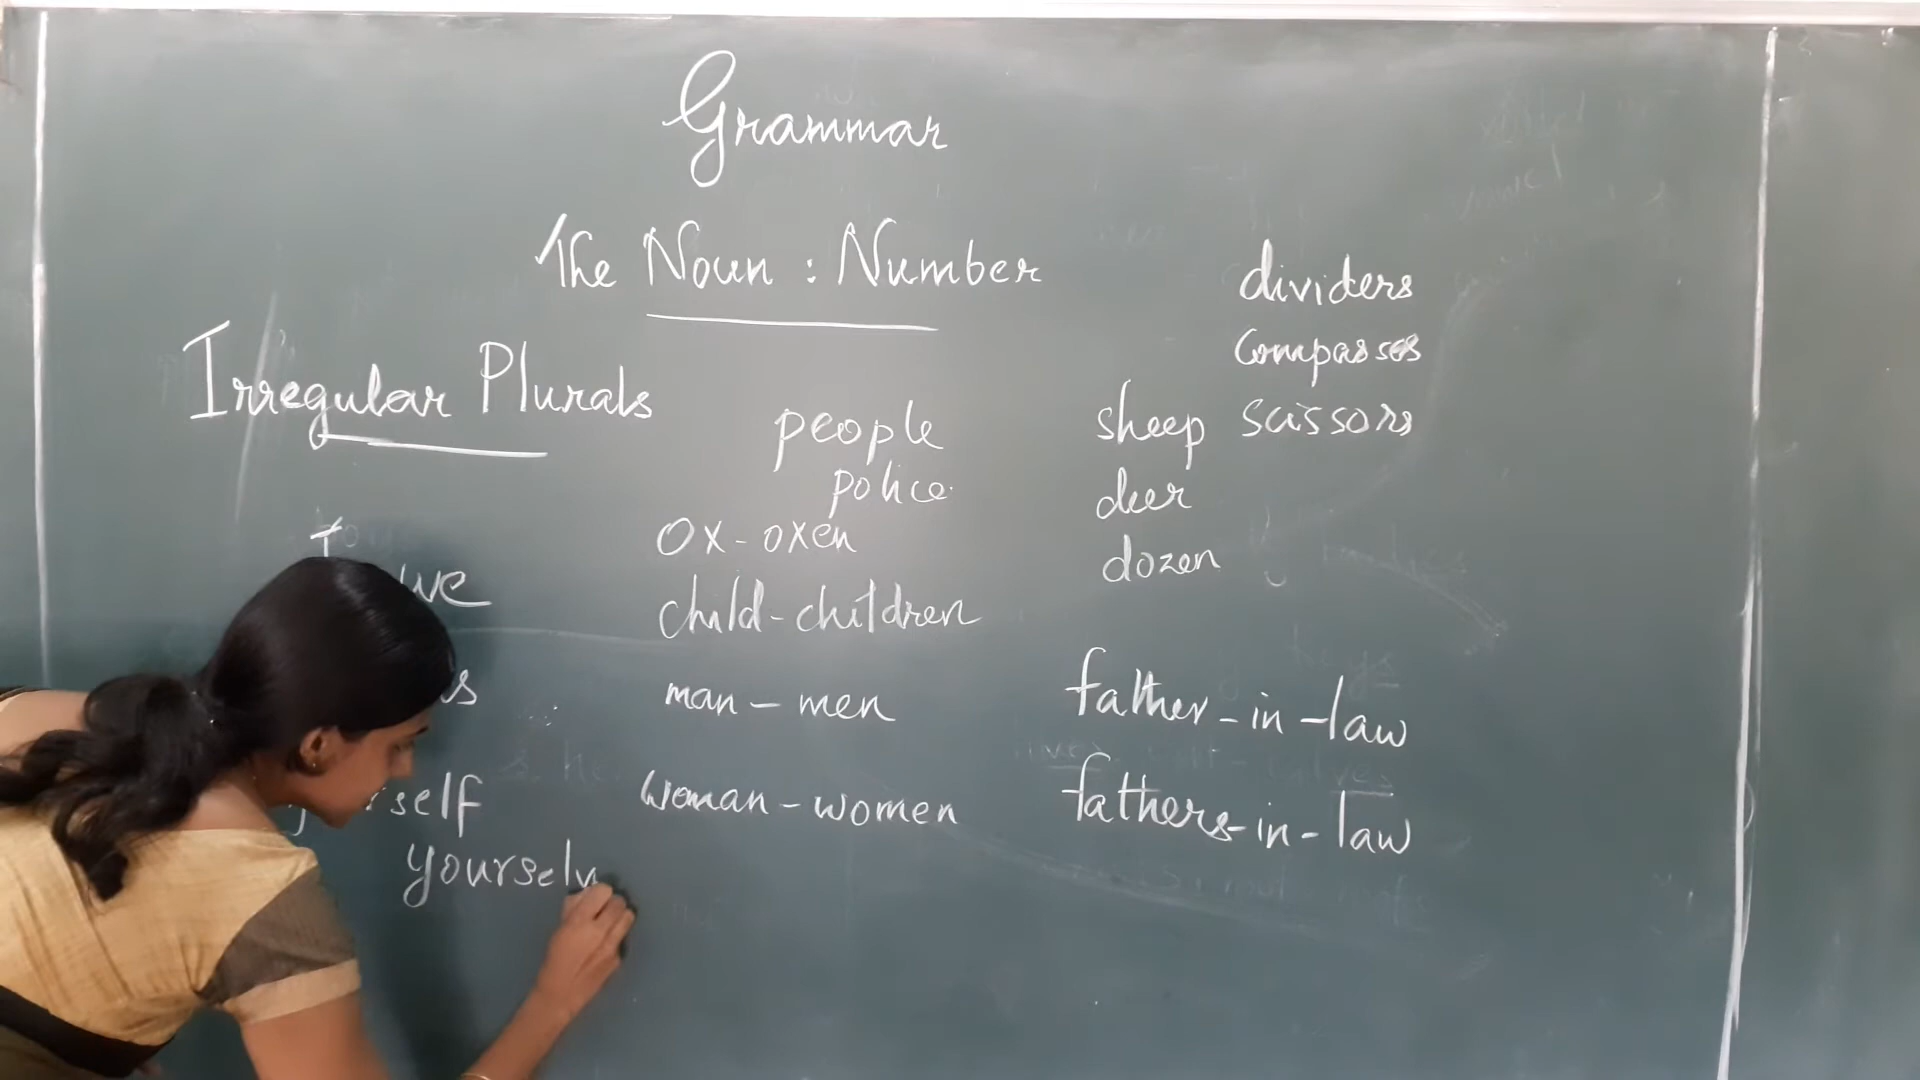 Grammar
The Noun : Number
Irregular Plurals
I
we
self
yourselv
people
police
ox - oxen
child - children
man - men
woman - women
dividers
compasses
scissors
sheep
deer
dozen
father-in-law
fathers-in-law